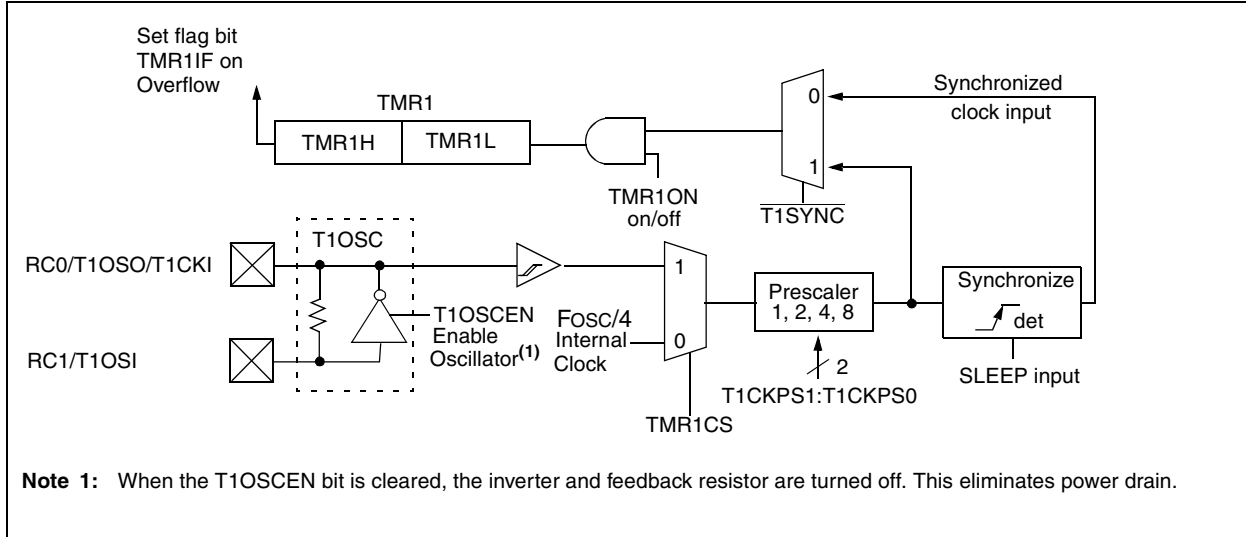 Set flag bit
TMR1IF on
Overflow
TMR1
TMR1H
TMR1L
TMR1ON
on/off
0
1
T1SYNC
Synchronized
clock input
RC0/T1OSO/T1CKI
RC1/T1OSI
T1OSC
T1OSCEN
Enable
Oscillator(1)
FOSC/4
Internal
Clock
1
0
TMR1CS
Prescaler
1, 2, 4, 8
2
T1CKPS1:T1CKPS0
Synchronize
det
SLEEP input
Note 1: When the T1OSCEN bit is cleared, the inverter and feedback resistor are turned off. This eliminates power drain.